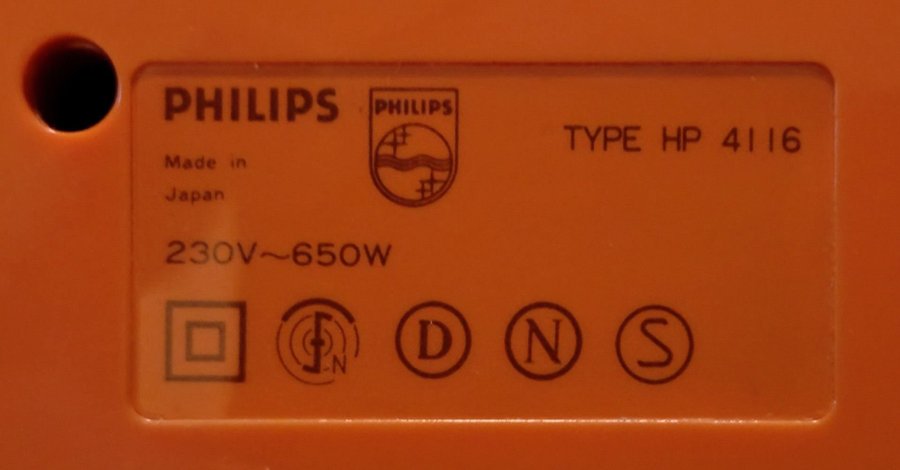 PHILIPS
PHILIPS
TYPE HP 4116
Made in
Japan
230V~650W
N
D
N
S